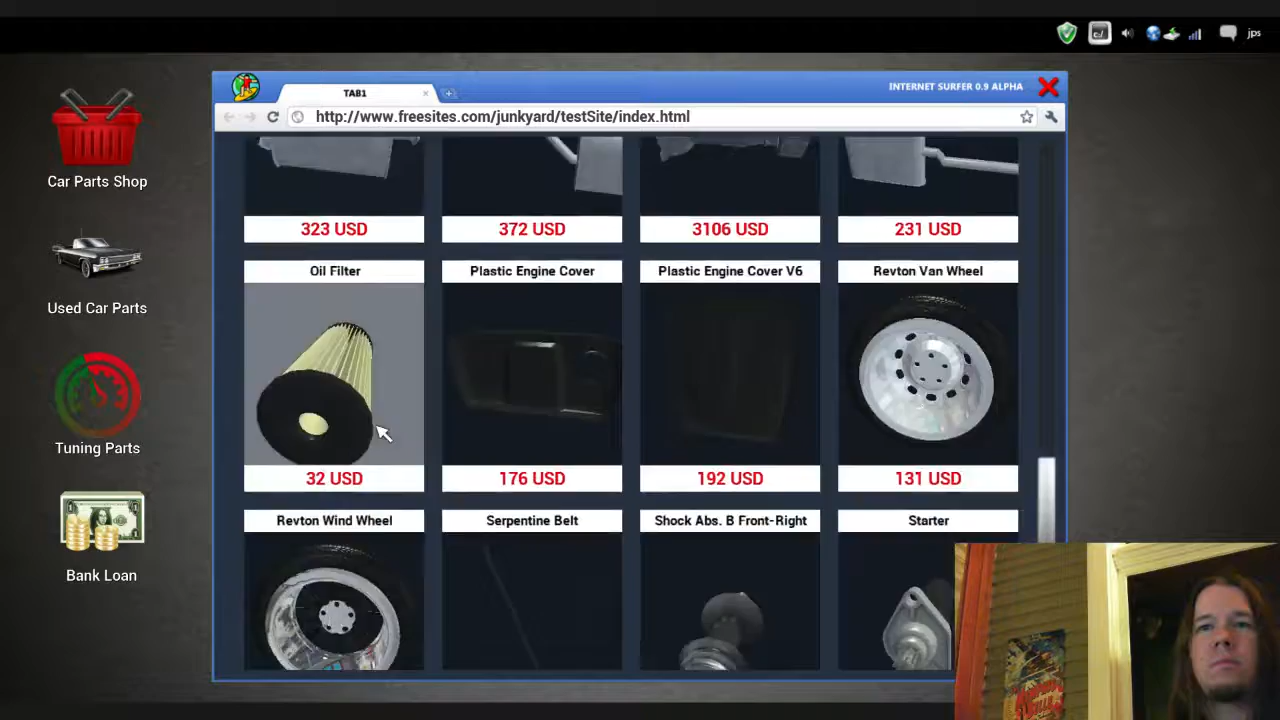 jps
TAB1
INTERNET SURFER 0.9 ALPHA
http://www.freesites.com/junkyard/testSite/index.html
Car Parts Shop
Used Car Parts
Tuning Parts
Bank Loan
323 USD
372 USD
3106 USD
231 USD
Oil Filter
Plastic Engine Cover
Plastic Engine Cover V6
Revton Van Wheel
32 USD
176 USD
192 USD
131 USD
Revton Wind Wheel
Serpentine Belt
Shock Abs. B Front-Right
Starter